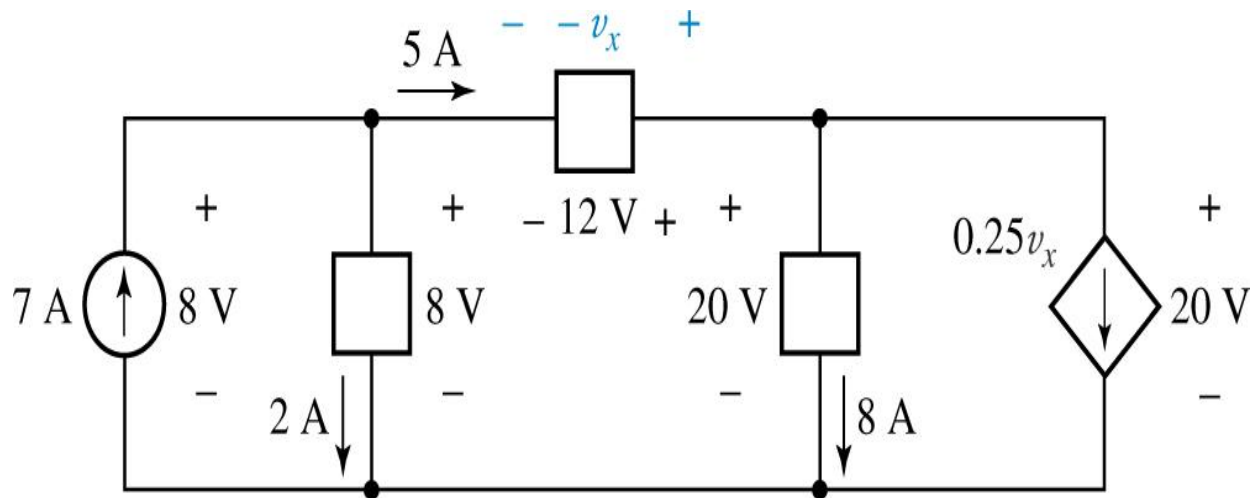 − − vₓ +
5 A
+ + − 12 V + + 0.25vₓ +
7 A 8 V 8 V 20 V 20 V
− − − −
2 A 8 A